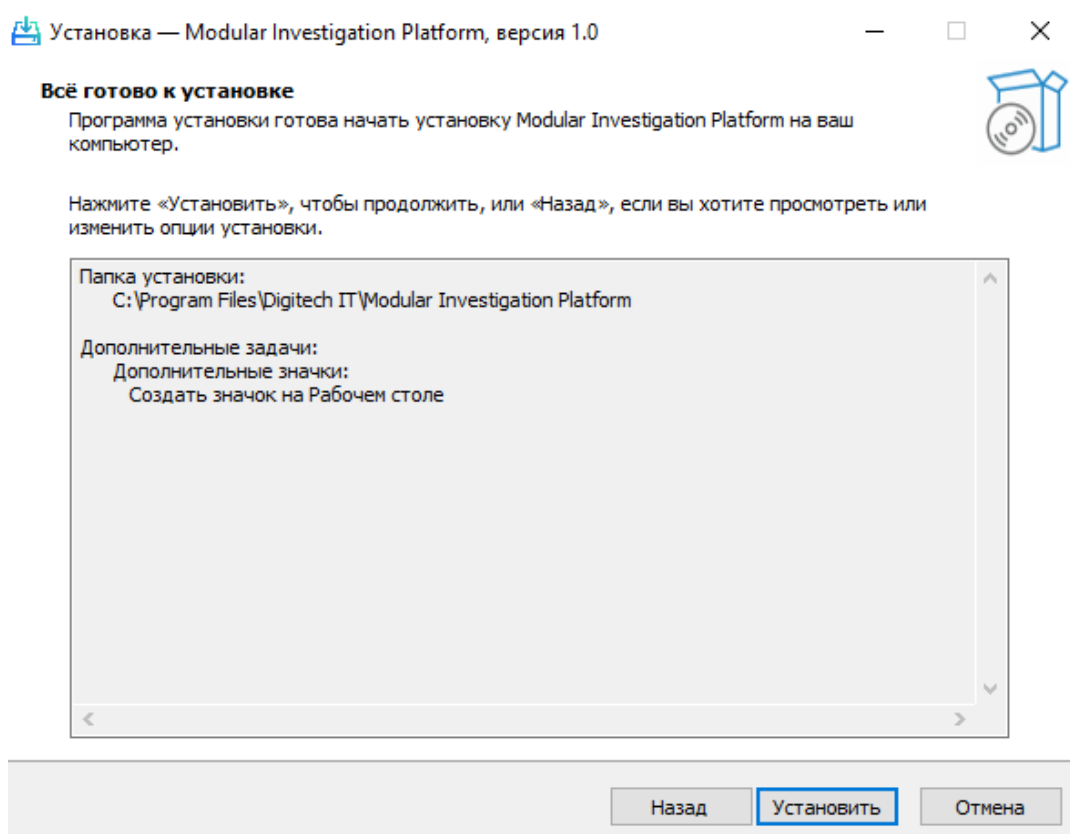 Установка — Modular Investigation Platform, версия 1.0
Всё готово к установке
Программа установки готова начать установку Modular Investigation Platform на ваш
компьютер.
Нажмите «Установить», чтобы продолжить, или «Назад», если вы хотите просмотреть или
изменить опции установки.
Папка установки:
C:\Program Files\Digitech IT\Modular Investigation Platform
Дополнительные задачи:
Дополнительные значки:
Создать значок на Рабочем столе
Назад
Установить
Отмена